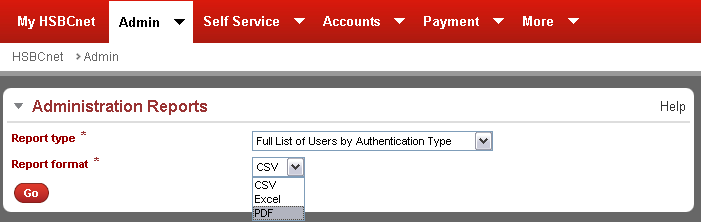 My HSBCnet Admin Self Service Accounts Payment More
HSBCnet > Admin
Administration Reports Help
Report type * Full List of Users by Authentication Type
Report format * CSV
CSV
Excel
Go
PDF